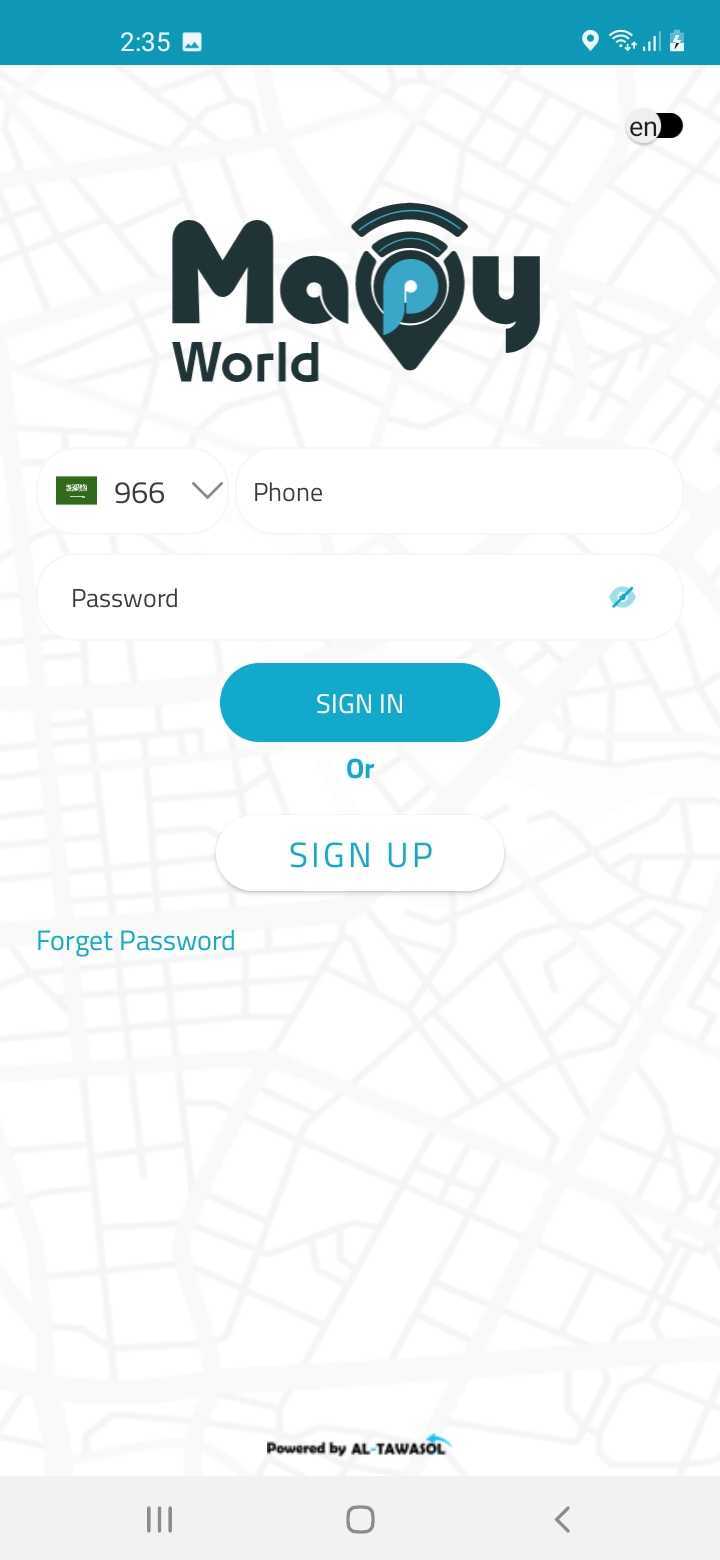 2:35
en
Mapy
World
966
Phone
Password
SIGN IN
Or
SIGN UP
Forget Password
Powered by AL-TAWASOL